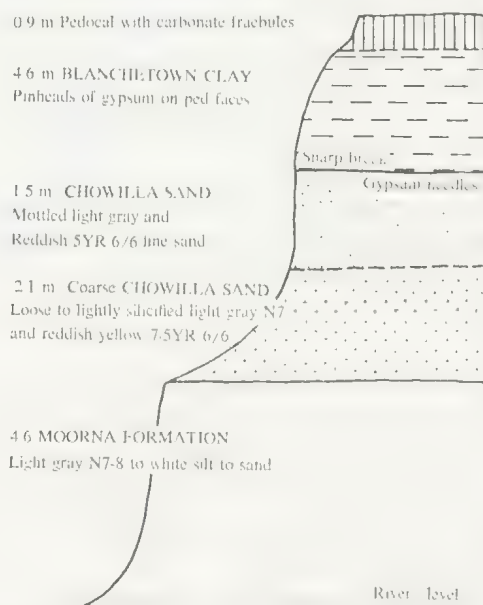 0.9 m Pedocal with carbonate fraebules
4.6 m BLANCHETOWN CLAY
Pinheads of gypsum on ped faces
Sharp break
Gypsum needles
1.5 m CHOWILLA SAND
Mottled light gray and
Reddish 5YR 6/6 fine sand
2.1 m Coarse CHOWILLA SAND
Loose to lightly silicified light gray N7
and reddish yellow 7.5YR 6/6
4.6 MOORNA FORMATION
Light gray N7-8 to white silt to sand
River level